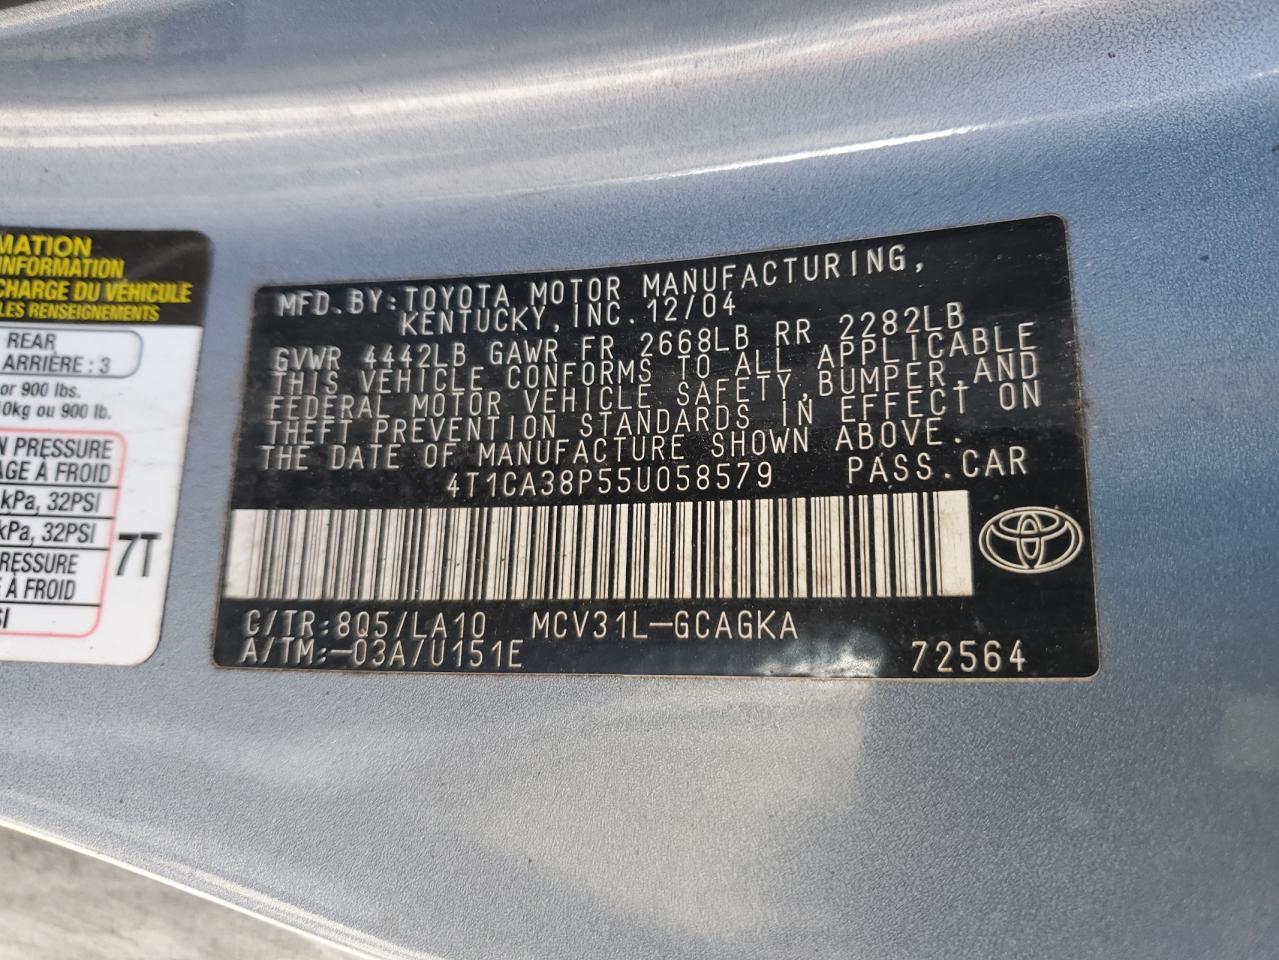 MATION
INFORMATION
CHARGE DU VÉHICULE
LES RENSEIGNEMENTS
REAR
ARRIÈRE : 3
or 900 lbs.
0kg ou 900 lb.
N PRESSURE
AGE À FROID
kPa, 32PSI
kPa, 32PSI
PRESSURE
À FROID
SI
7T
MFD.BY:TOYOTA MOTOR MANUFACTURING,
KENTUCKY,INC.12/04
GVWR 4442LB GAWR FR 2668LB RR 2282LB
THIS VEHICLE CONFORMS TO ALL APPLICABLE
FEDERAL MOTOR VEHICLE SAFETY,BUMPER,AND
THEFT PREVENTION STANDARDS IN EFFECT ON
THE DATE OF MANUFACTURE SHOWN ABOVE.
4T1CA38P55U058579 PASS.CAR
C/TR:8Q5/LA10 MCV31L-GCAGKA
A/TM:-03A/U151E 72564